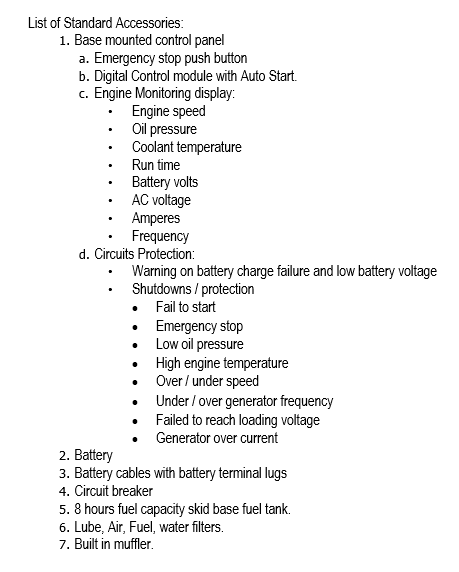 List of Standard Accessories:
1. Base mounted control panel
a. Emergency stop push button
b. Digital Control module with Auto Start.
c. Engine Monitoring display:
• Engine speed
• Oil pressure
• Coolant temperature
• Run time
• Battery volts
• AC voltage
• Amperes
• Frequency
d. Circuits Protection:
• Warning on battery charge failure and low battery voltage
• Shutdowns / protection
• Fail to start
• Emergency stop
• Low oil pressure
• High engine temperature
• Over / under speed
• Under / over generator frequency
• Failed to reach loading voltage
• Generator over current
2. Battery
3. Battery cables with battery terminal lugs
4. Circuit breaker
5. 8 hours fuel capacity skid base fuel tank.
6. Lube, Air, Fuel, water filters.
7. Built in muffler.